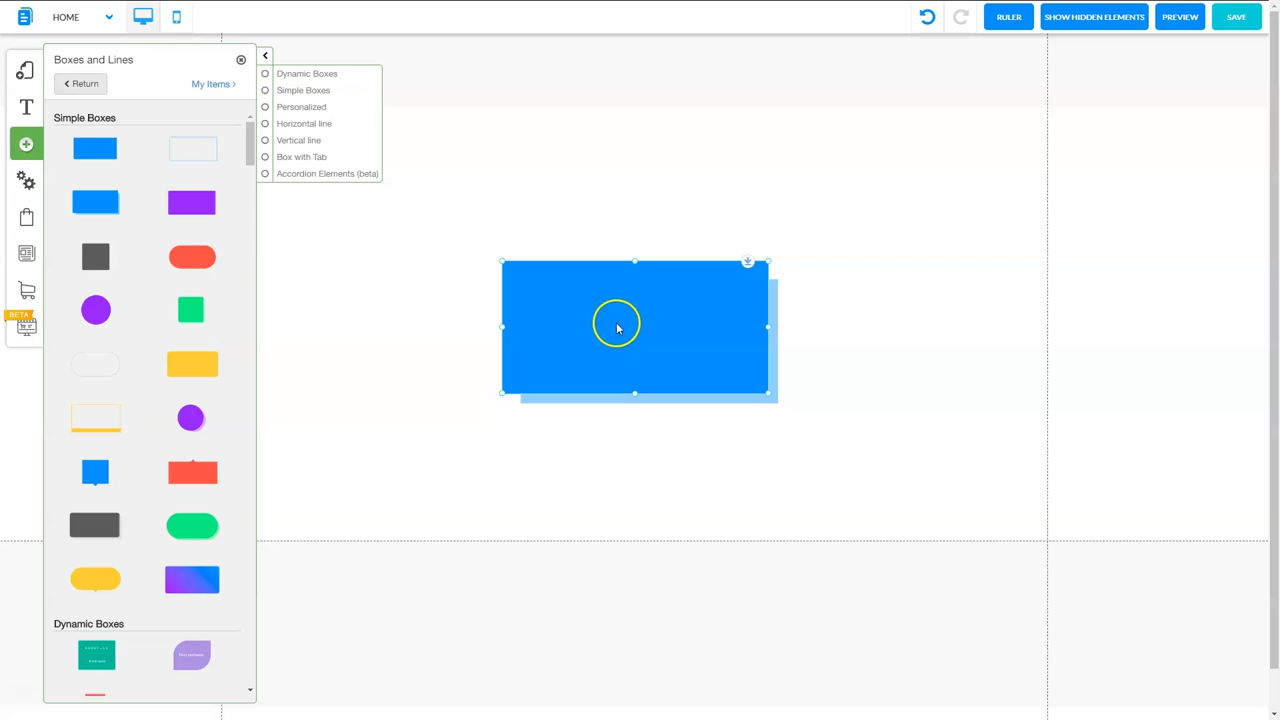 HOME
RULER
SHOW HIDDEN ELEMENTS
PREVIEW
SAVE
Boxes and Lines
Return
My Items
Simple Boxes
Dynamic Boxes
Simple Boxes
Personalized
Horizontal line
Vertical line
Box with Tab
Accordion Elements (beta)
BETA
Dynamic Boxes